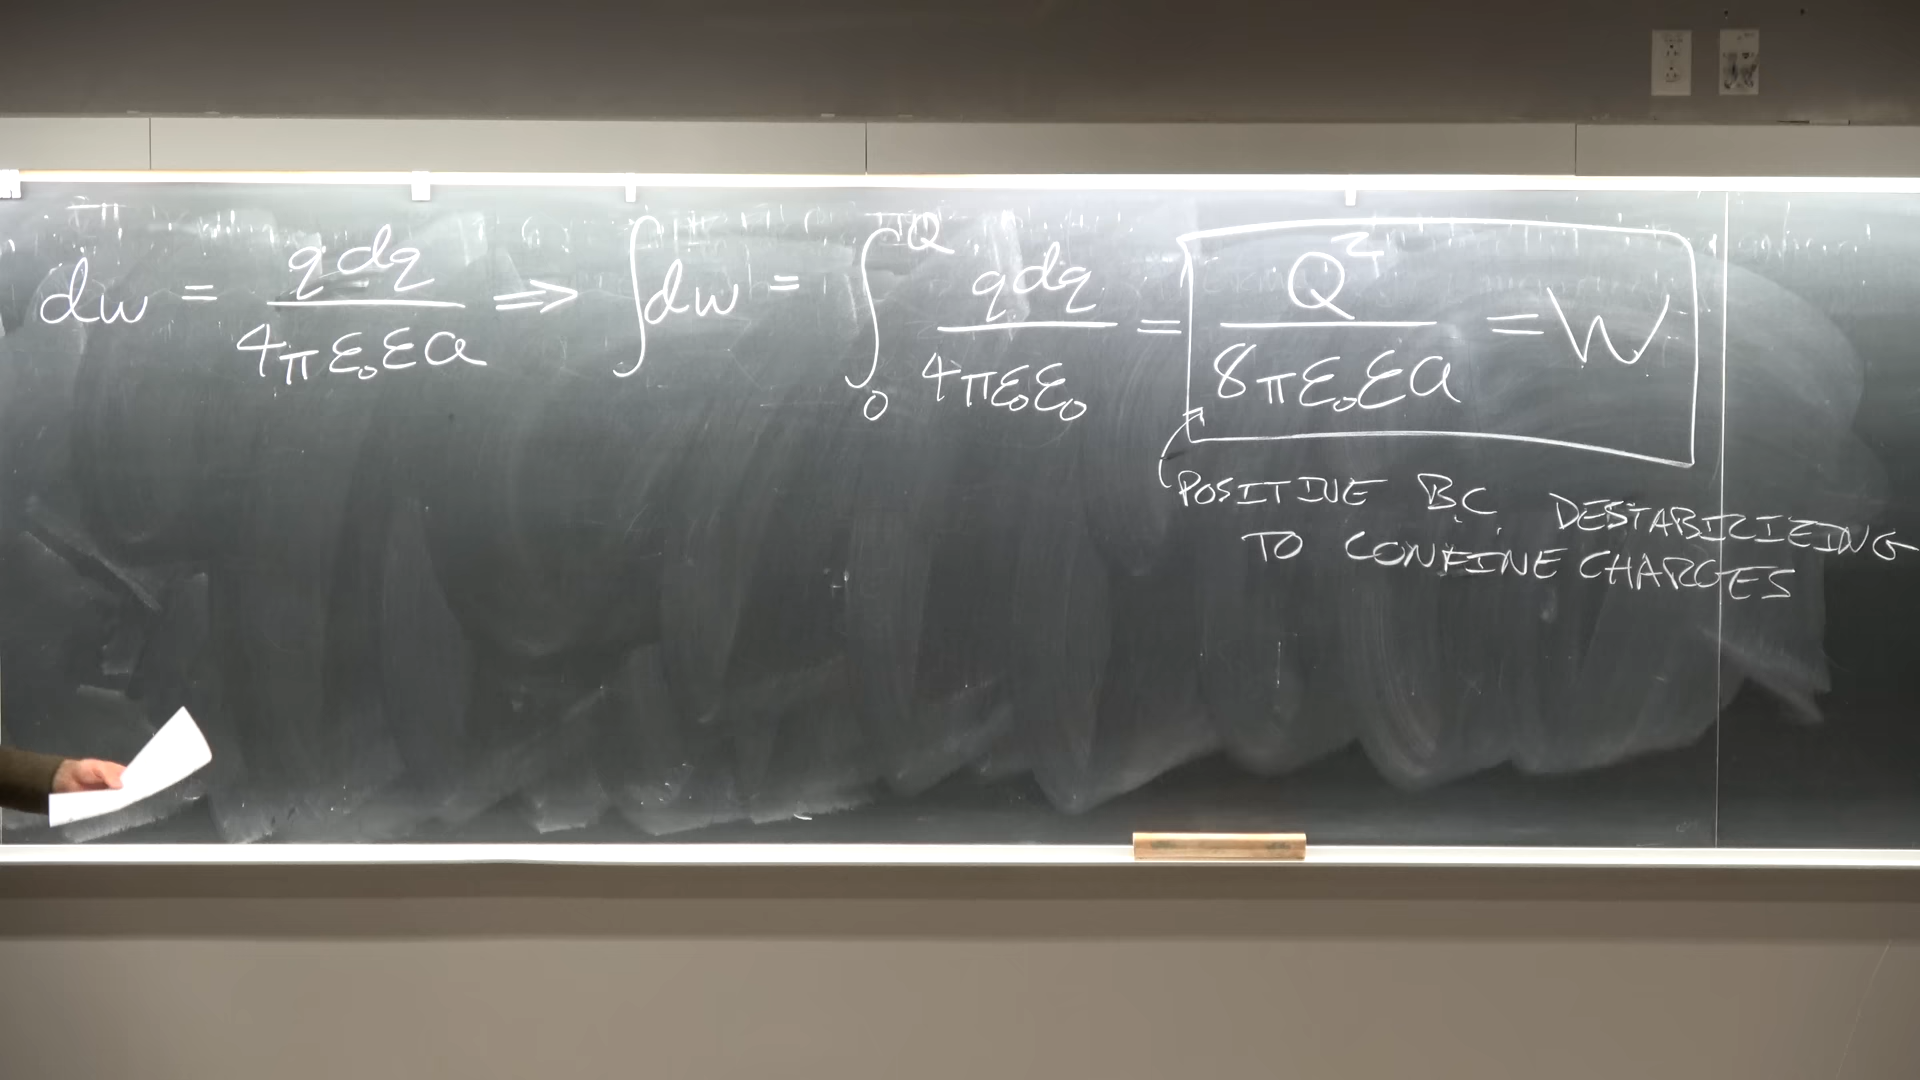 dw = qdq / 4πε₀εa ⇒ ∫dw = ∫₀^Q qdq / 4πε₀ε₀ = Q² / 8πε₀εa = W
POSITIVE B.C. DESTABILIZING
TO CONFINE CHARGES